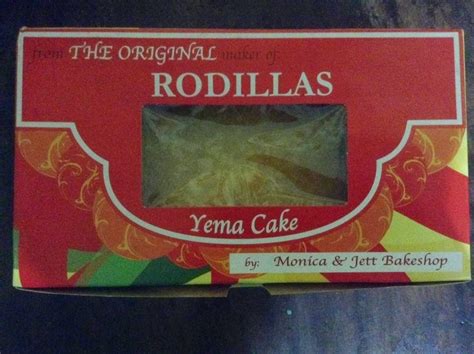 from THE ORIGINAL maker of:
RODILLAS
Yema Cake
by: Monica & Jett Bakeshop